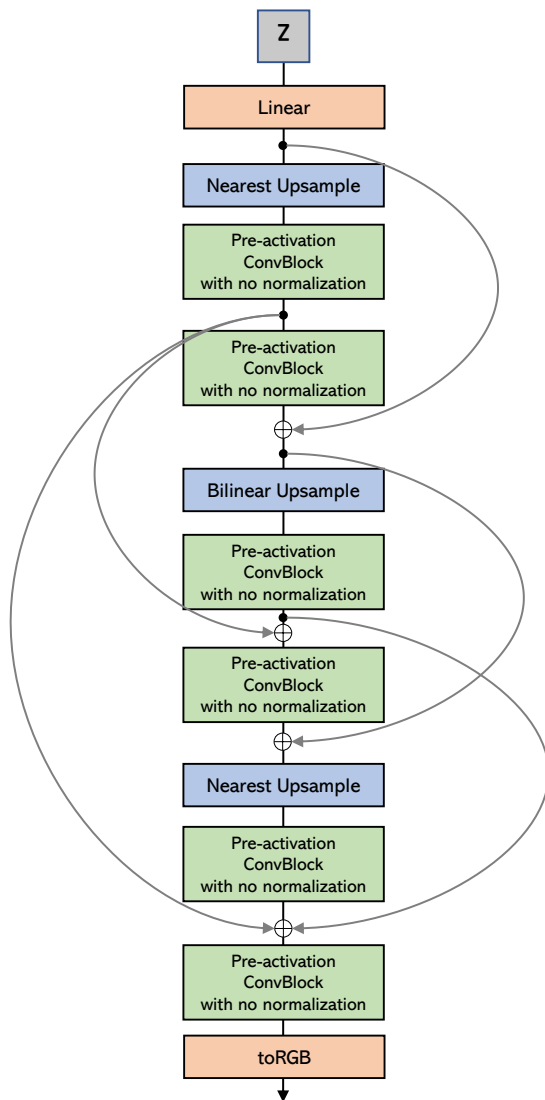 z
Linear
Nearest Upsample
Pre-activation
ConvBlock
with no normalization
Pre-activation
ConvBlock
with no normalization
Bilinear Upsample
Pre-activation
ConvBlock
with no normalization
Pre-activation
ConvBlock
with no normalization
Nearest Upsample
Pre-activation
ConvBlock
with no normalization
Pre-activation
ConvBlock
with no normalization
toRGB